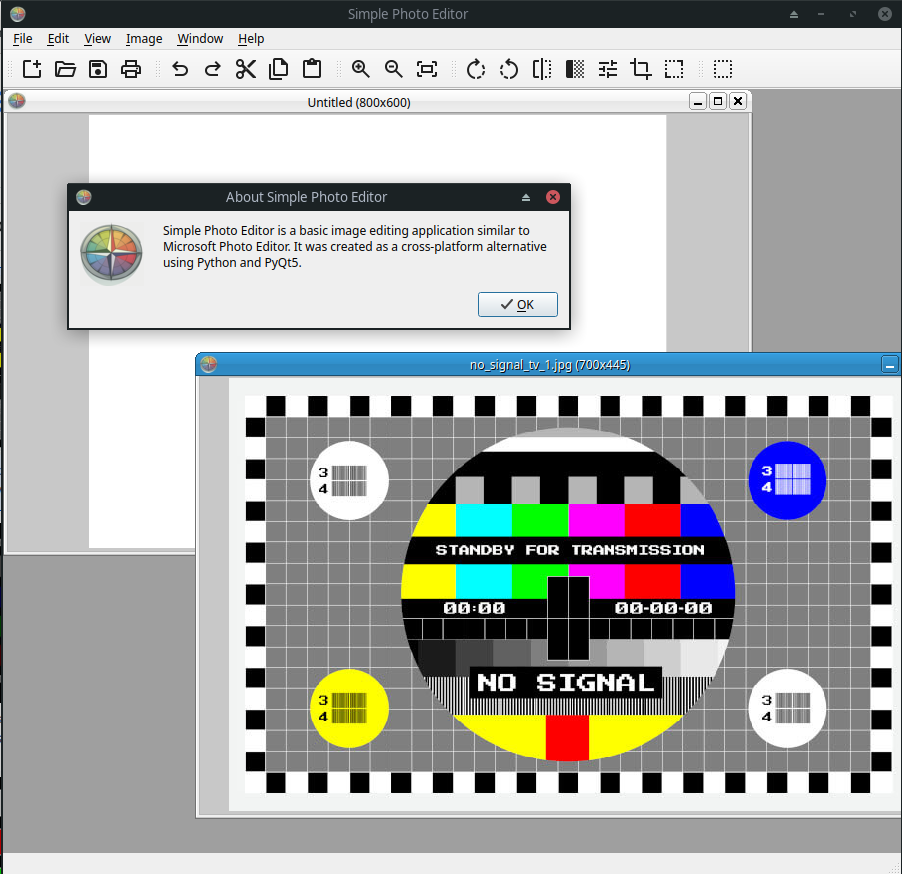 Simple Photo Editor
File Edit View Image Window Help
Untitled (800x600)
About Simple Photo Editor
Simple Photo Editor is a basic image editing application similar to
Microsoft Photo Editor. It was created as a cross-platform alternative
using Python and PyQt5.
OK
no_signal_tv_1.jpg (700x445)
3
4
3
4
STANDBY FOR TRANSMISSION
00:00 00-00-00
NO SIGNAL
3
4
3
4